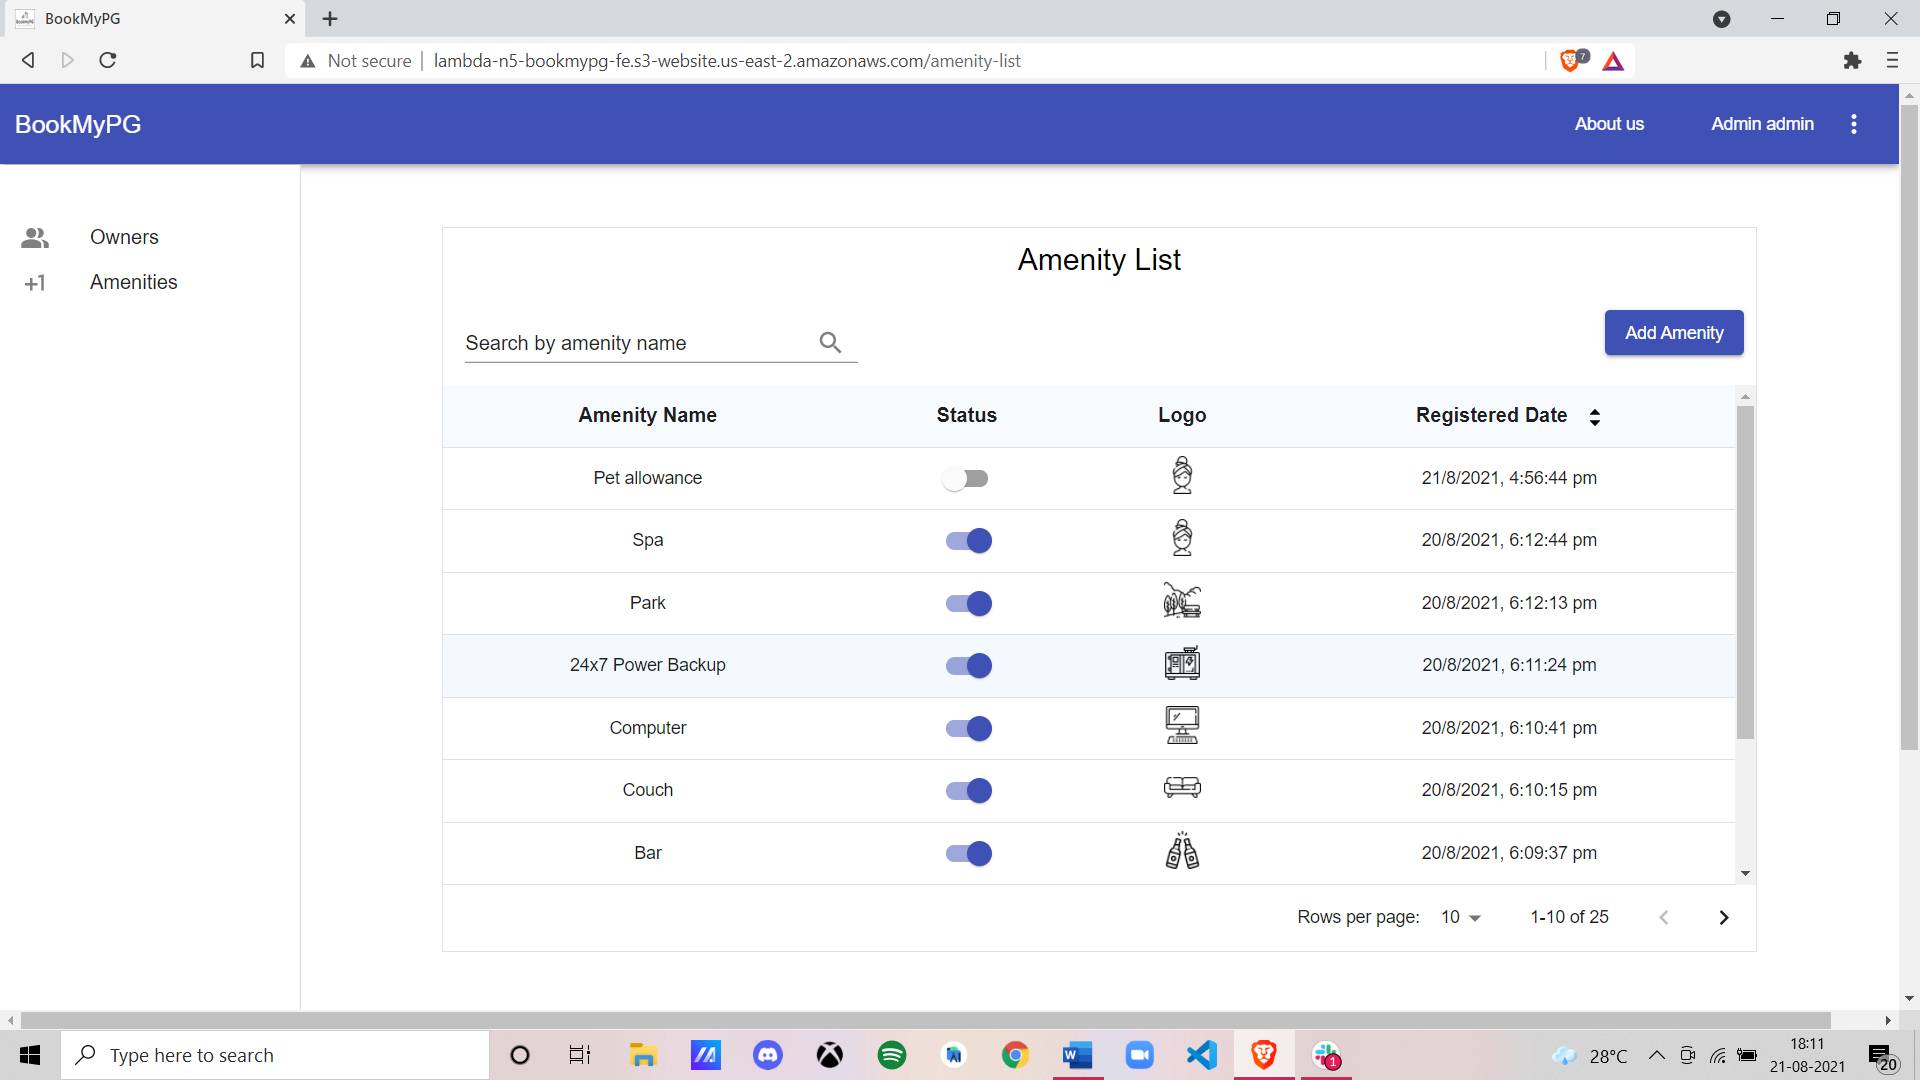 BookMyPG
Not secure | lambda-n5-bookmypg-fe.s3-website.us-east-2.amazonaws.com/amenity-list
7
BookMyPG
About us
Admin admin
Owners
+1 Amenities
Amenity List
Search by amenity name
Add Amenity
Amenity Name Status Logo Registered Date
Pet allowance 21/8/2021, 4:56:44 pm
Spa 20/8/2021, 6:12:44 pm
Park 20/8/2021, 6:12:13 pm
24x7 Power Backup 20/8/2021, 6:11:24 pm
Computer 20/8/2021, 6:10:41 pm
Couch 20/8/2021, 6:10:15 pm
Bar 20/8/2021, 6:09:37 pm
Rows per page: 10 1-10 of 25
Type here to search
W
1
28°C
18:11
21-08-2021
20